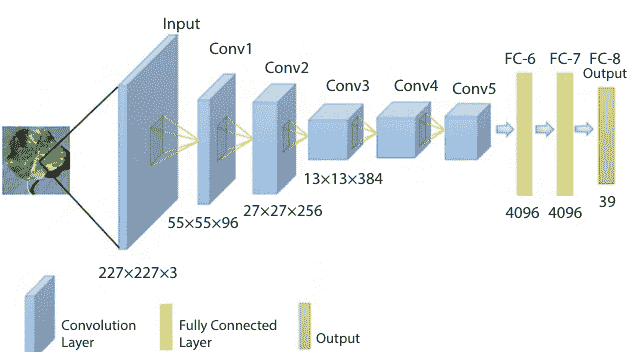 Input
Conv1
Conv2
Conv3
Conv4
Conv5
FC-6
FC-7
FC-8
Output
227×227×3
55×55×96
27×27×256
13×13×384
4096
4096
39
Convolution
Layer
Fully Connected
Layer
Output